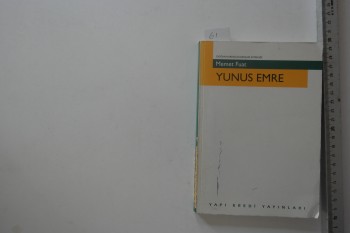 Memet Fuat
YUNUS EMRE
YAPI KREDİ YAYINLARI